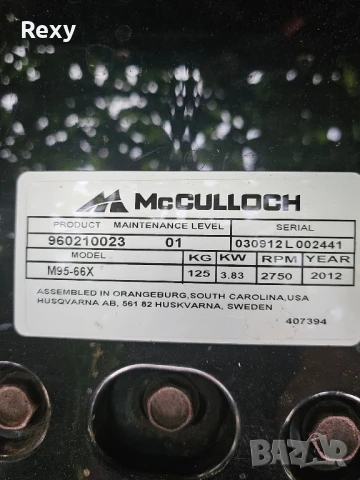 Rexy
McCULLOCH
PRODUCT MAINTENANCE LEVEL SERIAL
960210023 01 030912L002441
MODEL KG KW RPM YEAR
M95-66X 125 3.83 2750 2012
ASSEMBLED IN ORANGEBURG,SOUTH CAROLINA,USA
HUSQVARNA AB, 561 82 HUSKVARNA, SWEDEN
407394
BAZAR